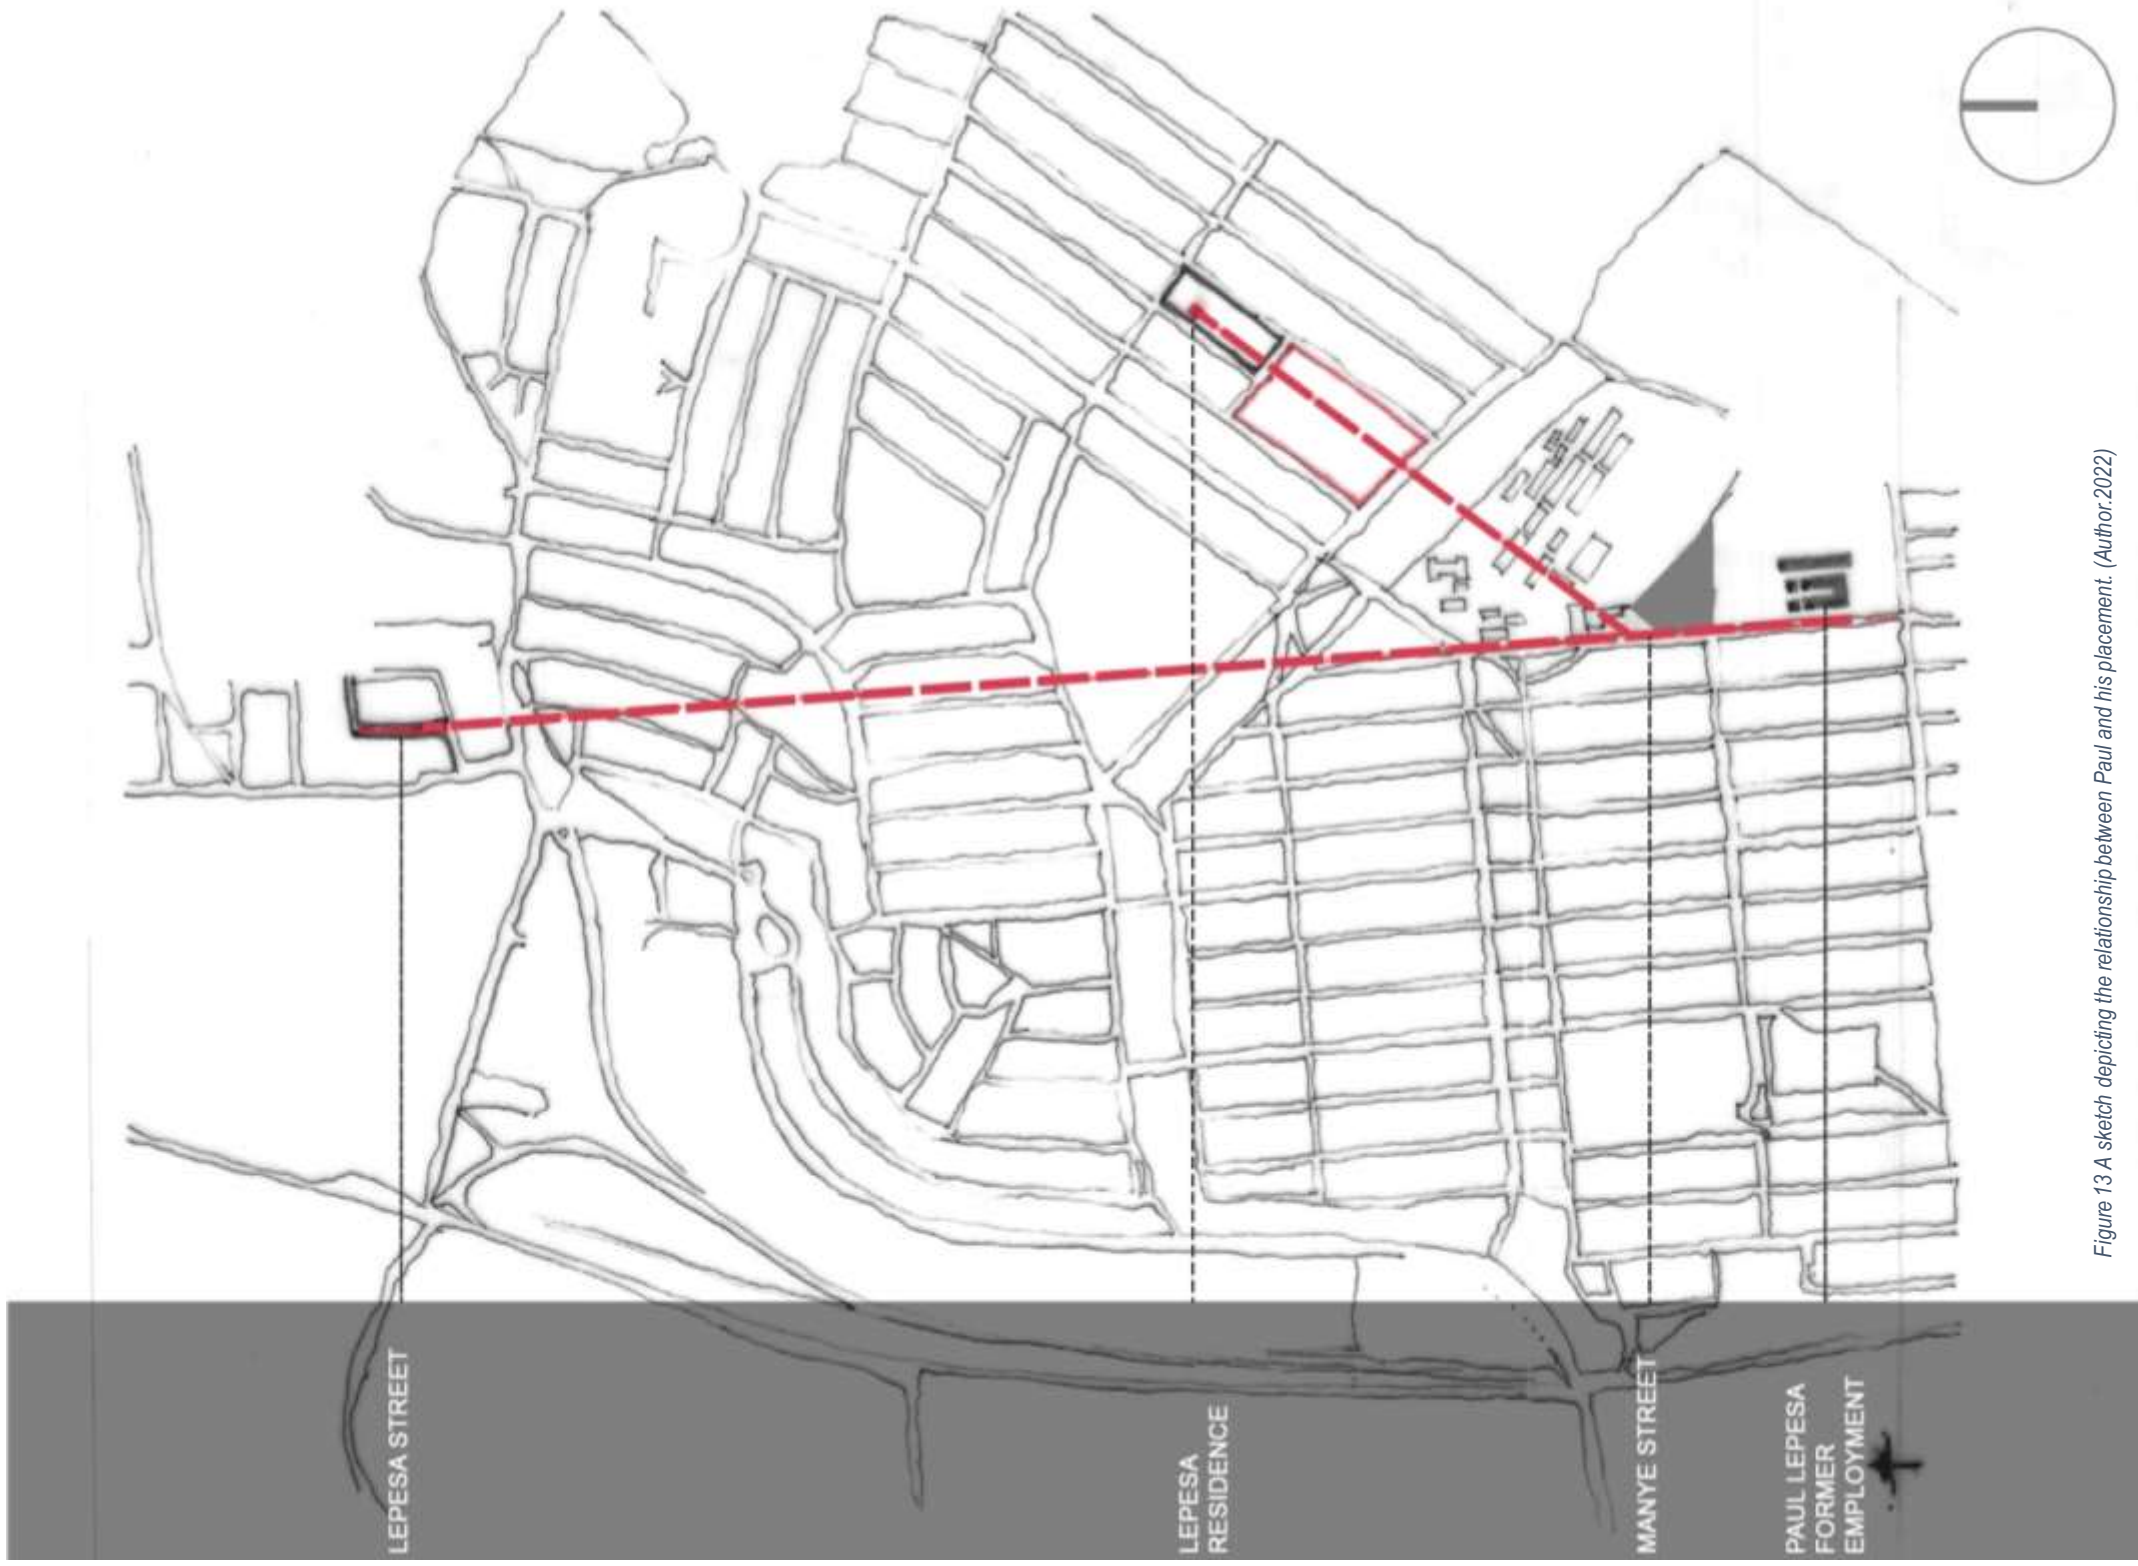 LEPESA STREET
LEPESA
RESIDENCE
MANYE STREET
PAUL LEPESA
FORMER
EMPLOYMENT
Figure 13 A sketch depicting the relationship between Paul and his placement. (Author.2022)